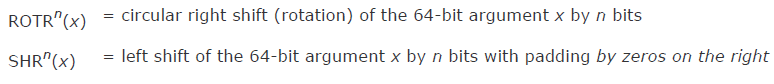 ROTRⁿ(x) = circular right shift (rotation) of the 64-bit argument x by n bits
SHRⁿ(x) = left shift of the 64-bit argument x by n bits with padding by zeros on the right